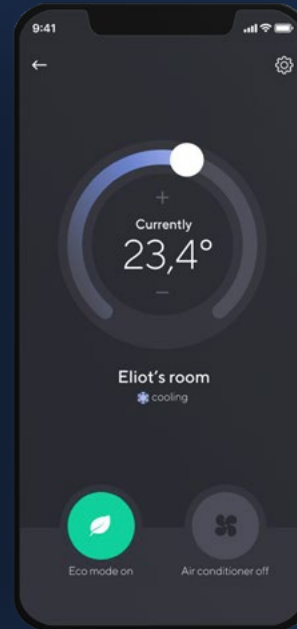 9:41
+
Currently
23,4°
−
Eliot's room
cooling
Eco mode on
Air conditioner off